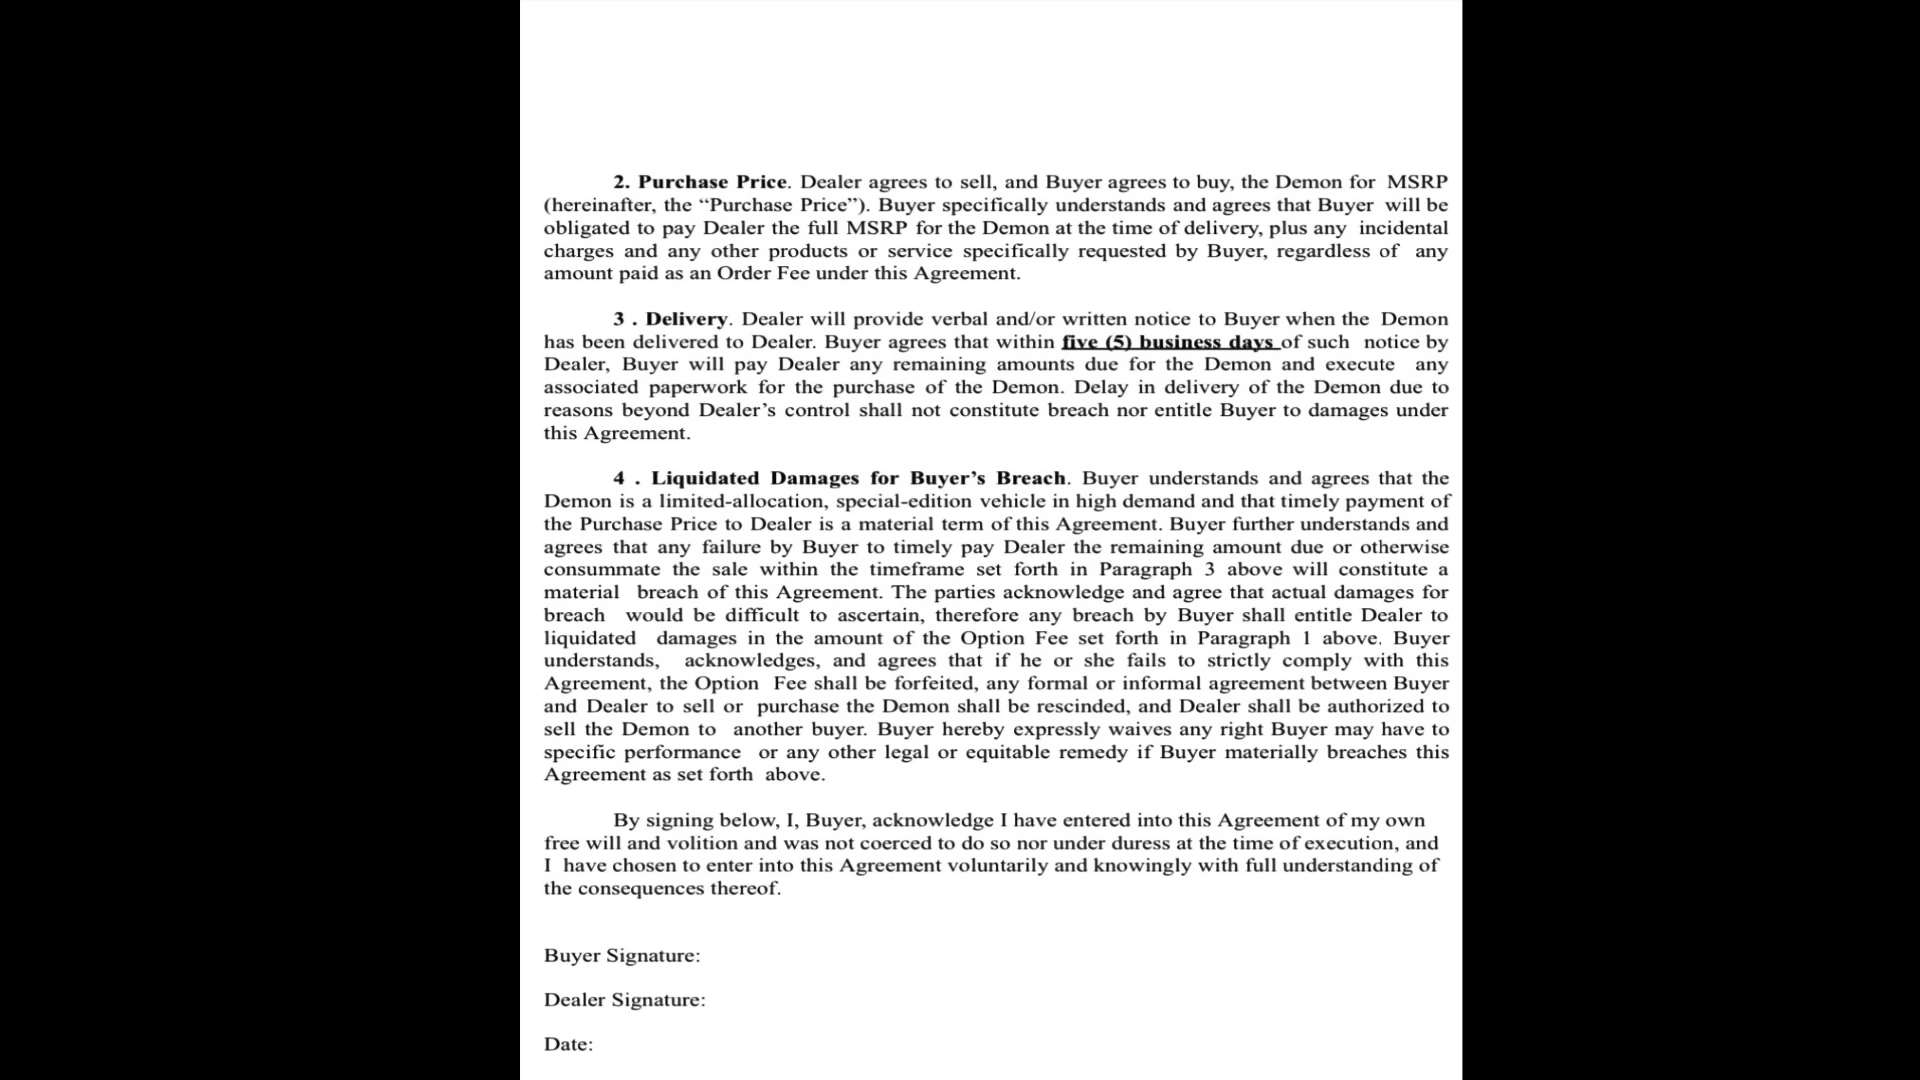 2. Purchase Price. Dealer agrees to sell, and Buyer agrees to buy, the Demon for MSRP
(hereinafter, the “Purchase Price”). Buyer specifically understands and agrees that Buyer will be
obligated to pay Dealer the full MSRP for the Demon at the time of delivery, plus any incidental
charges and any other products or service specifically requested by Buyer, regardless of any
amount paid as an Order Fee under this Agreement.
3 . Delivery. Dealer will provide verbal and/or written notice to Buyer when the Demon
has been delivered to Dealer. Buyer agrees that within five (5) business days of such notice by
Dealer, Buyer will pay Dealer any remaining amounts due for the Demon and execute any
associated paperwork for the purchase of the Demon. Delay in delivery of the Demon due to
reasons beyond Dealer’s control shall not constitute breach nor entitle Buyer to damages under
this Agreement.
4 . Liquidated Damages for Buyer’s Breach. Buyer understands and agrees that the
Demon is a limited-allocation, special-edition vehicle in high demand and that timely payment of
the Purchase Price to Dealer is a material term of this Agreement. Buyer further understands and
agrees that any failure by Buyer to timely pay Dealer the remaining amount due or otherwise
consummate the sale within the timeframe set forth in Paragraph 3 above will constitute a
material breach of this Agreement. The parties acknowledge and agree that actual damages for
breach would be difficult to ascertain, therefore any breach by Buyer shall entitle Dealer to
liquidated damages in the amount of the Option Fee set forth in Paragraph 1 above. Buyer
understands, acknowledges, and agrees that if he or she fails to strictly comply with this
Agreement, the Option Fee shall be forfeited, any formal or informal agreement between Buyer
and Dealer to sell or purchase the Demon shall be rescinded, and Dealer shall be authorized to
sell the Demon to another buyer. Buyer hereby expressly waives any right Buyer may have to
specific performance or any other legal or equitable remedy if Buyer materially breaches this
Agreement as set forth above.
By signing below, I, Buyer, acknowledge I have entered into this Agreement of my own
free will and volition and was not coerced to do so nor under duress at the time of execution, and
I have chosen to enter into this Agreement voluntarily and knowingly with full understanding of
the consequences thereof.
Buyer Signature:
Dealer Signature:
Date: